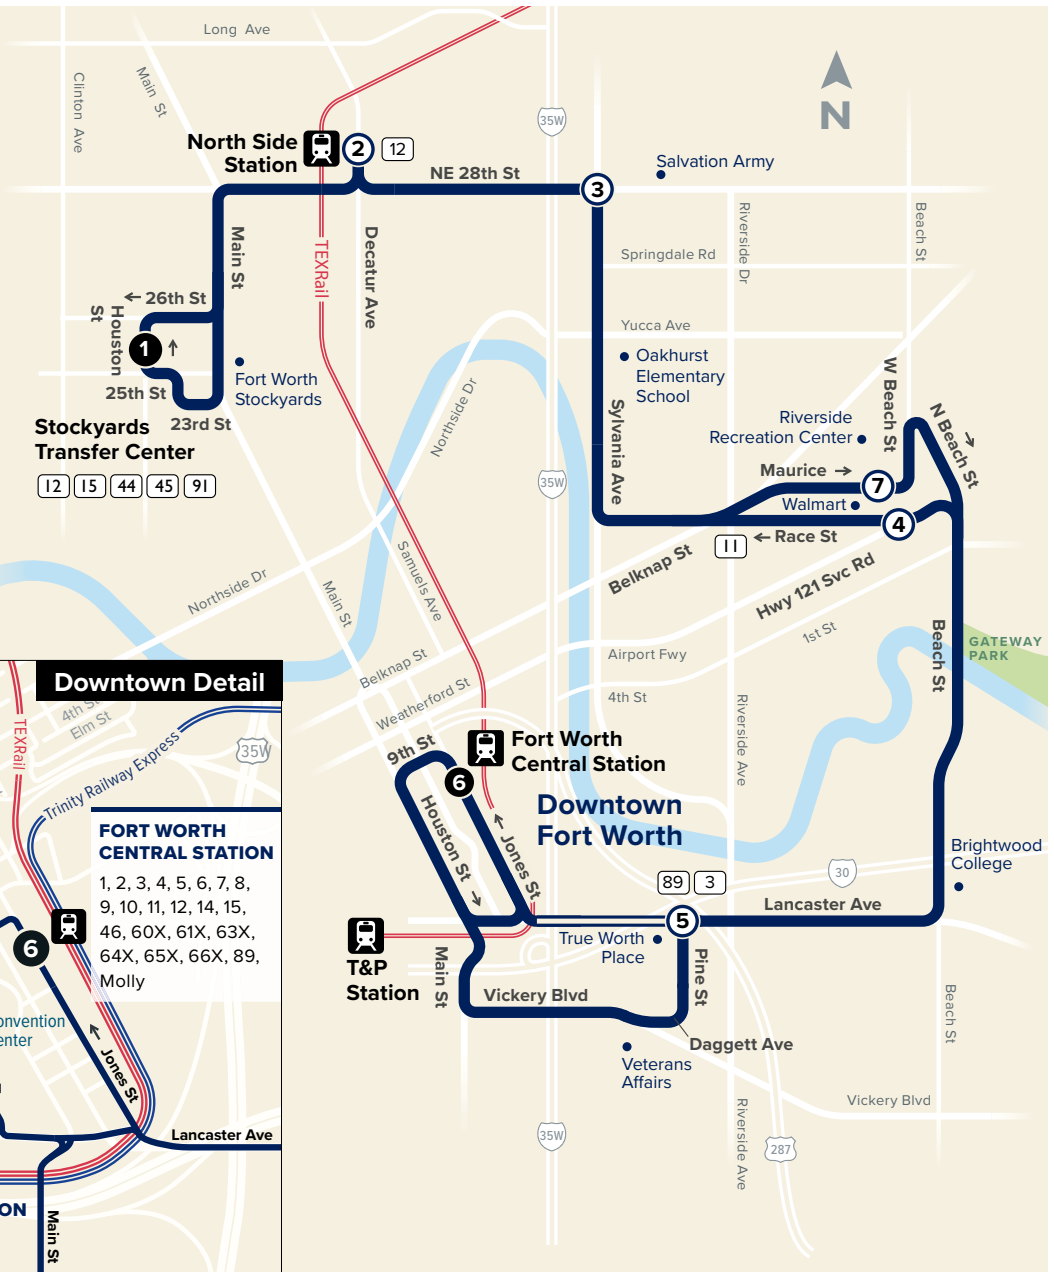 Long Ave
Clinton Ave
Main St
35W
North Side
Station
2
12
NE 28th St
3
Salvation Army
N
Main St
TEXRail
Decatur Ave
Riverside Dr
Beach St
Springdale Rd
26th St
Houston
St
1
25th St
23rd St
Fort Worth
Stockyards
Yucca Ave
Oakhurst
Elementary
School
Northside Dr
Sylvania Ave
W Beach St
N Beach St
Riverside
Recreation Center
Stockyards
Transfer Center
12
15
44
45
91
35W
Maurice
7
Walmart
4
11
Race St
Belknap St
Hwy 121 Svc Rd
1st St
Northside Dr
Main St
Samuels Ave
Belknap St
Weatherford St
Airport Fwy
4th St
Beach St
GATEWAY
PARK
Riverside Ave
9th St
6
Fort Worth
Central Station
Downtown
Fort Worth
Houston St
Jones St
30
Brightwood
College
89
3
Lancaster Ave
5
True Worth
Place
T&P
Station
Main St
Vickery Blvd
Pine St
Daggett Ave
Veterans
Affairs
Beach St
Vickery Blvd
Riverside Ave
35W
287
Downtown Detail
4th St
Elm St
TEXRail
Trinity Railway Express
35W
FORT WORTH
CENTRAL STATION
1, 2, 3, 4, 5, 6, 7, 8,
9, 10, 11, 12, 14, 15,
46, 60X, 61X, 63X,
64X, 65X, 66X, 89,
Molly
6
onvention
enter
Jones St
Lancaster Ave
ON
Main St